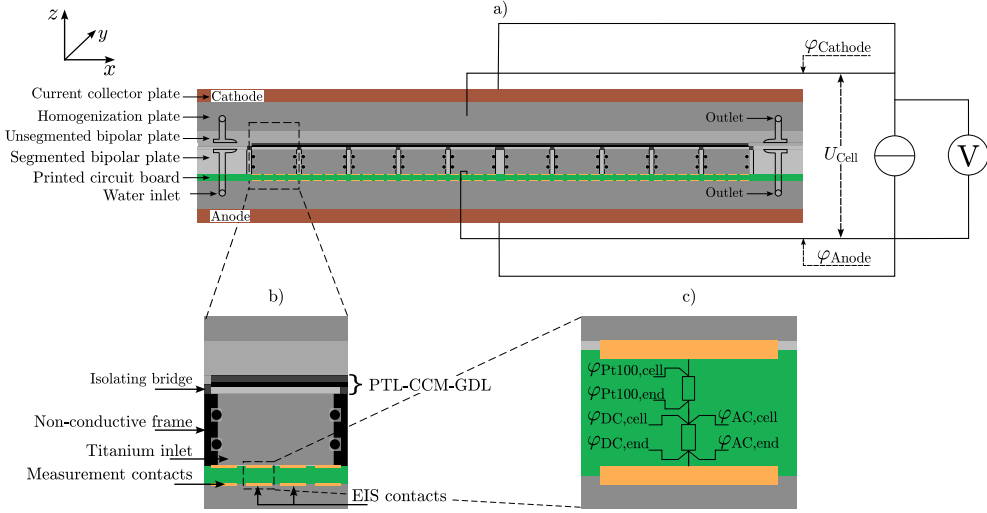 a)
z
y
x
φCathode
Current collector plate
Cathode
Homogenization plate
Outlet
Unsegmented bipolar plate
Segmented bipolar plate
UCell
V
Printed circuit board
Water inlet
Outlet
Anode
φAnode
b)
c)
Isolating bridge
PTL-CCM-GDL
Non-conductive frame
Titanium inlet
Measurement contacts
EIS contacts
φPt100,cell
φPt100,end
φDC,cell
φAC,cell
φDC,end
φAC,end